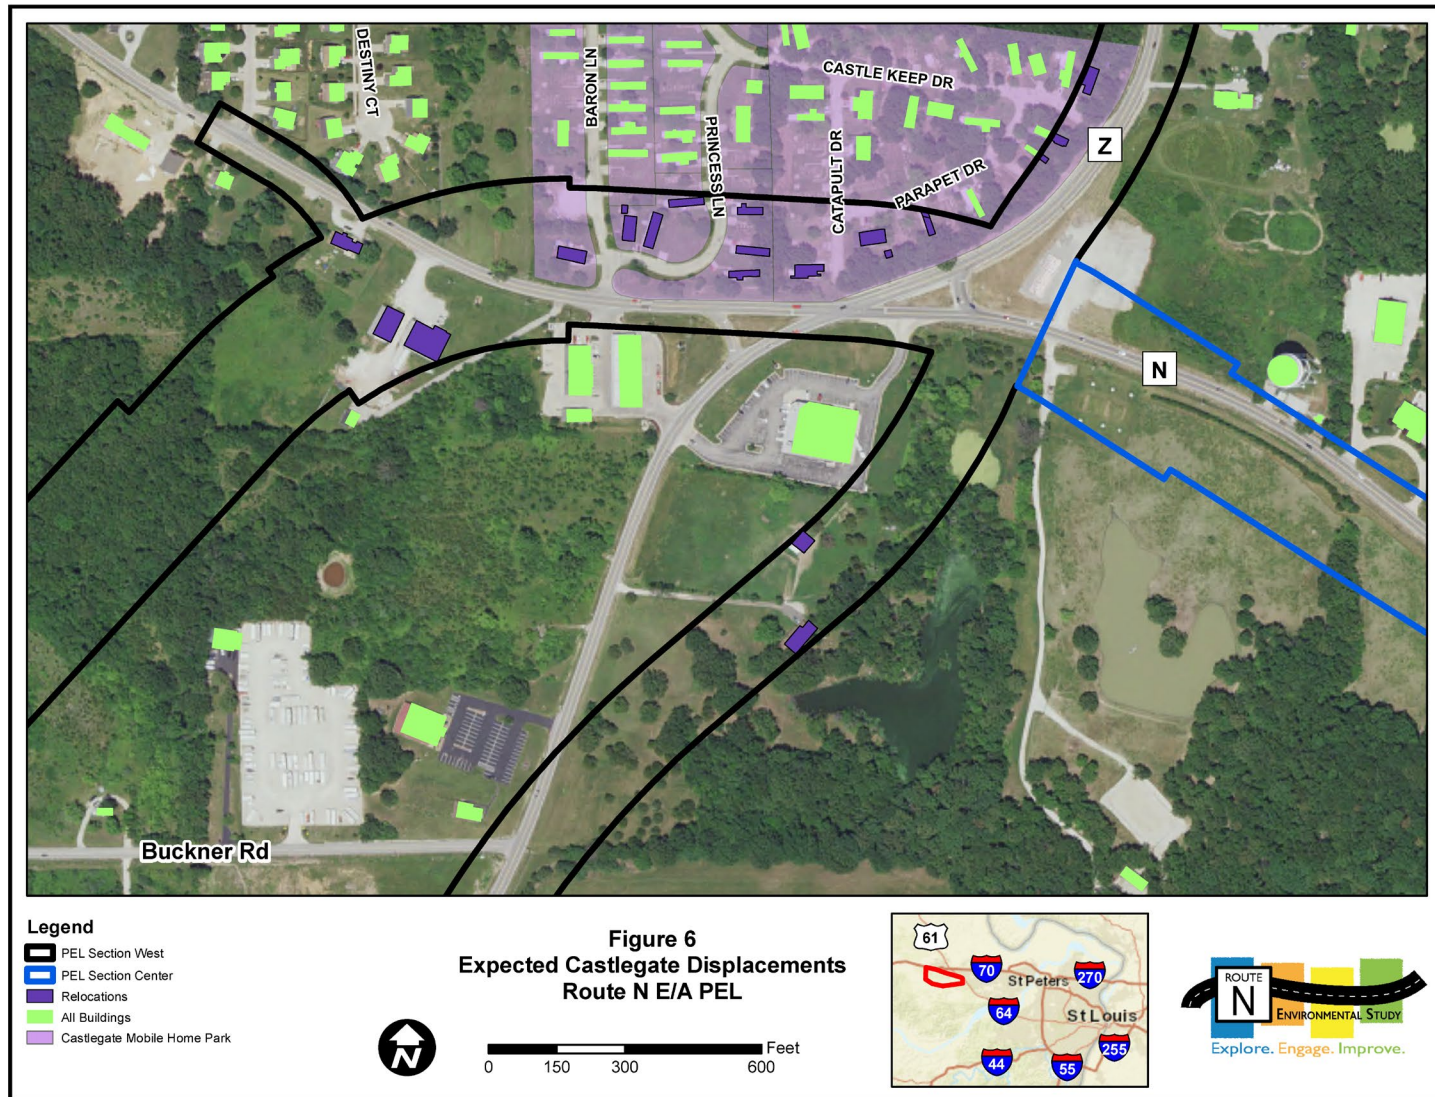 DESTINY CT
BARON LN
PRINCESS LN
CASTLE KEEP DR
CATAPULT DR
PARAPET DR
Z
N
Buckner Rd
Legend
PEL Section West
PEL Section Center
Relocations
All Buildings
Castlegate Mobile Home Park
Figure 6
Expected Castlegate Displacements
Route N E/A PEL
N
Feet
0 150 300 600
61
70
St Peters
270
64
St Louis
255
44
55
ROUTE
N
ENVIRONMENTAL STUDY
Explore. Engage. Improve.